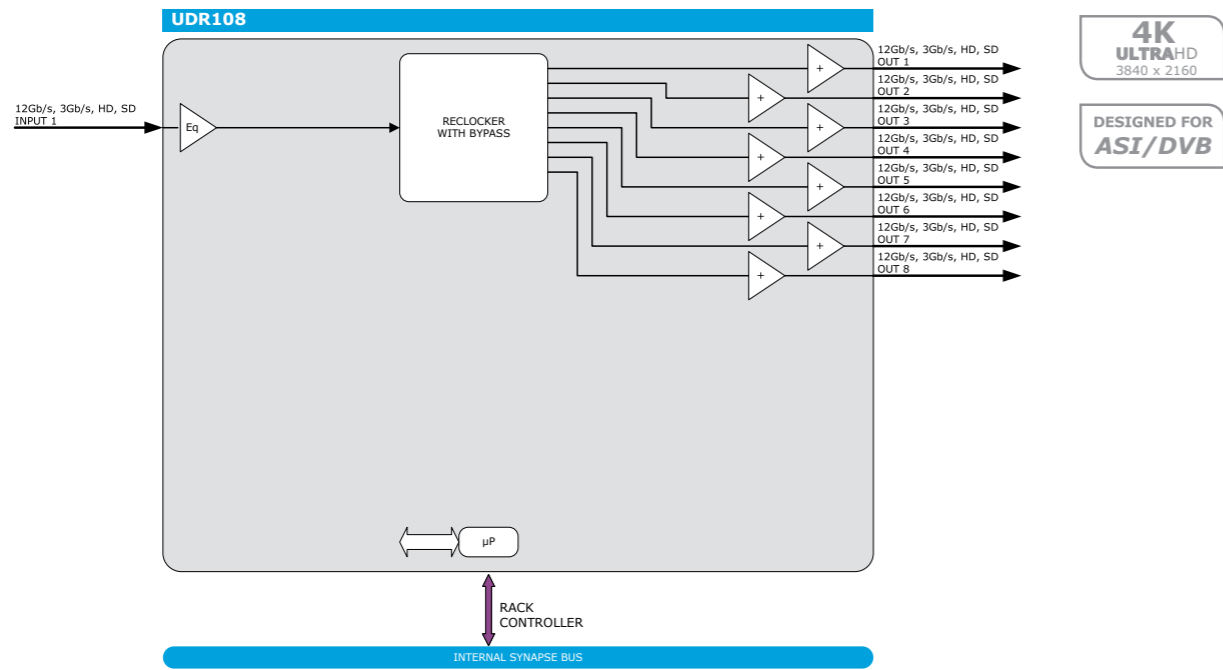 UDR108
12Gb/s, 3Gb/s, HD, SD
INPUT 1
Eq
RECLOCKER
WITH BYPASS
+
12Gb/s, 3Gb/s, HD, SD
OUT 1
+
12Gb/s, 3Gb/s, HD, SD
OUT 2
+
12Gb/s, 3Gb/s, HD, SD
OUT 3
+
12Gb/s, 3Gb/s, HD, SD
OUT 4
+
12Gb/s, 3Gb/s, HD, SD
OUT 5
+
12Gb/s, 3Gb/s, HD, SD
OUT 6
+
12Gb/s, 3Gb/s, HD, SD
OUT 7
+
12Gb/s, 3Gb/s, HD, SD
OUT 8
4K
ULTRAHD
3840 x 2160
DESIGNED FOR
ASI/DVB
µP
RACK
CONTROLLER
INTERNAL SYNAPSE BUS